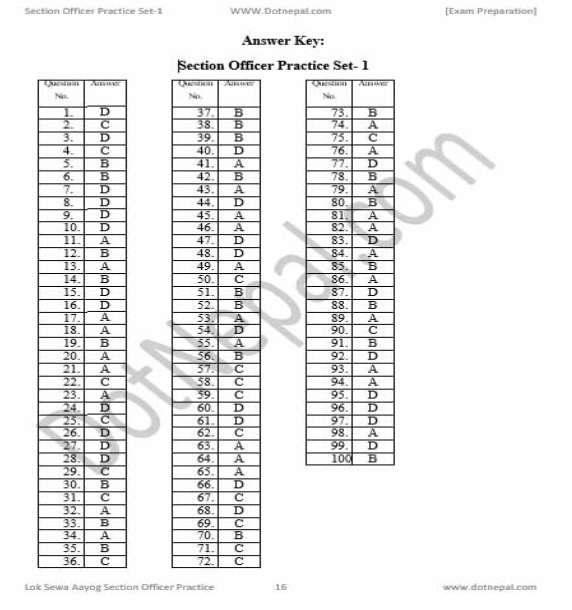 Section Officer Practice Set-1 WWW.Dotnepal.com [Exam Preparation]
Answer Key:
Section Officer Practice Set- 1
Question No. Answer
1. D
2. C
3. D
4. C
5. B
6. B
7. D
8. D
9. D
10. D
11. A
12. B
13. A
14. B
15. D
16. D
17. A
18. A
19. B
20. A
21. A
22. C
23. A
24. D
25. C
26. D
27. D
28. D
29. C
30. B
31. C
32. A
33. B
34. A
35. B
36. C
Question No. Answer
37. B
38. B
39. B
40. D
41. A
42. B
43. A
44. D
45. A
46. A
47. D
48. D
49. A
50. C
51. B
52. B
53. A
54. D
55. A
56. B
57. C
58. C
59. C
60. D
61. D
62. C
63. A
64. A
65. A
66. D
67. C
68. D
69. C
70. B
71. C
72. C
Question No. Answer
73. B
74. A
75. C
76. A
77. D
78. B
79. A
80. B
81. A
82. A
83. D
84. A
85. B
86. A
87. D
88. B
89. A
90. C
91. B
92. D
93. A
94. A
95. D
96. D
97. D
98. A
99. D
100 B
DotNepal.com
Lok Sewa Aayog Section Officer Practice 16 www.dotnepal.com